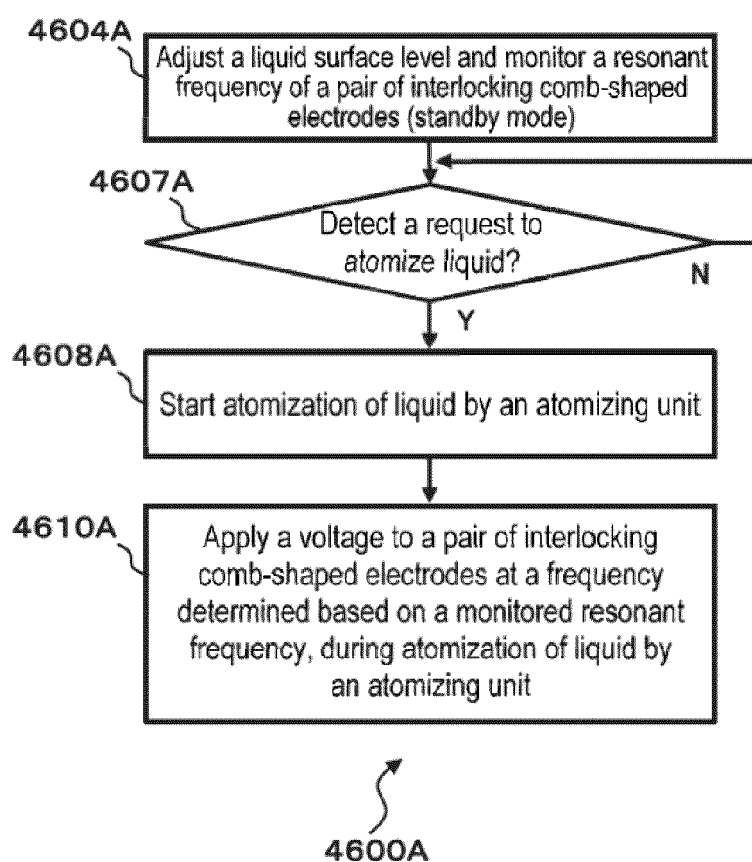 4604A
Adjust a liquid surface level and monitor a resonant
frequency of a pair of interlocking comb-shaped
electrodes (standby mode)
4607A
Detect a request to
atomize liquid?
N
Y
4608A
Start atomization of liquid by an atomizing unit
4610A
Apply a voltage to a pair of interlocking
comb-shaped electrodes at a frequency
determined based on a monitored resonant
frequency, during atomization of liquid by
an atomizing unit
4600A